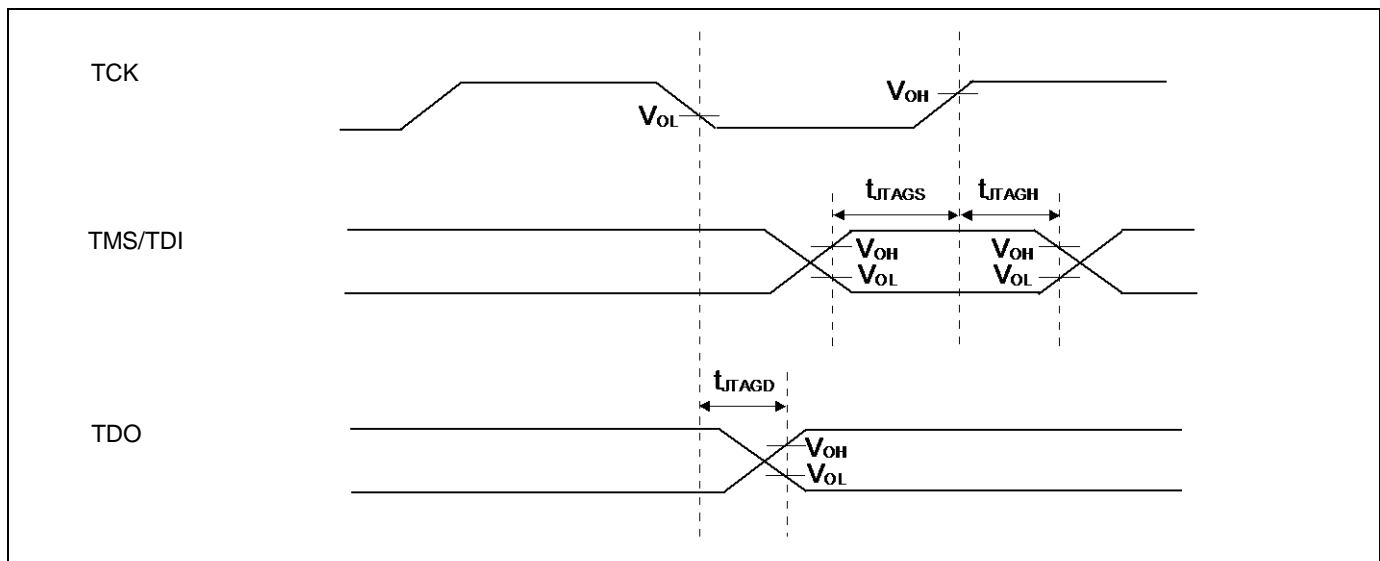 TCK
VOH
VOL
tJTAGS
tJTAGH
TMS/TDI
VOH
VOH
VOL
VOL
tJTAGD
TDO
VOH
VOL